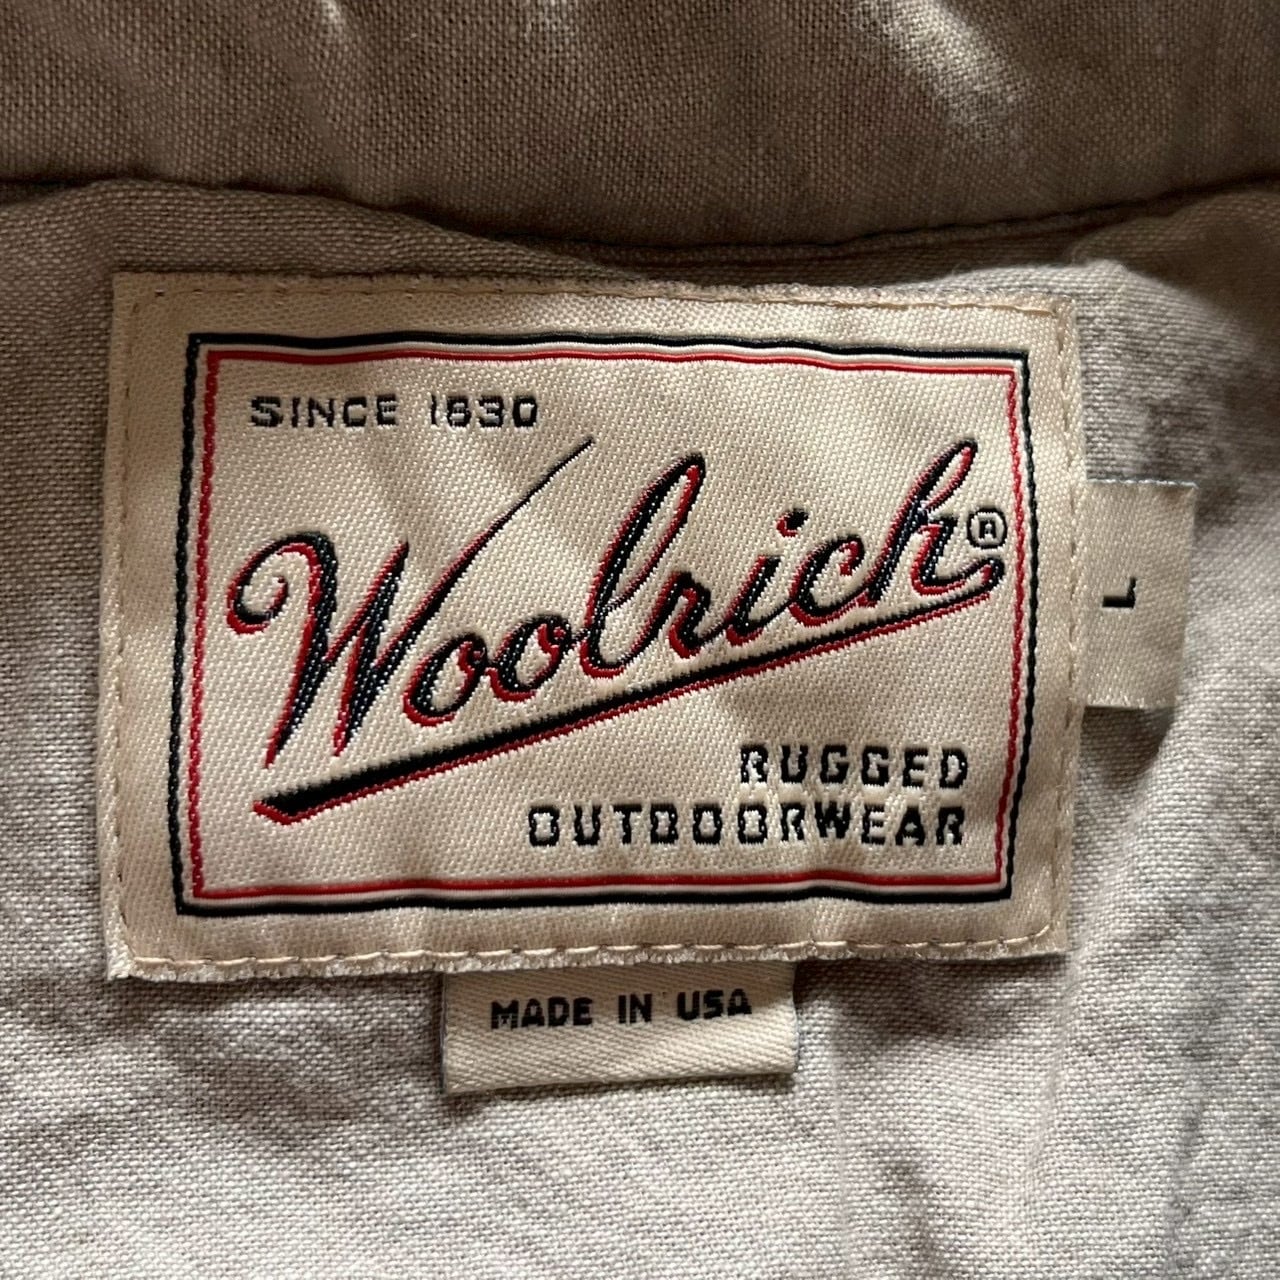 SINCE 1830
Woolrich®
RUGGED
OUTDOORWEAR
L
MADE IN USA